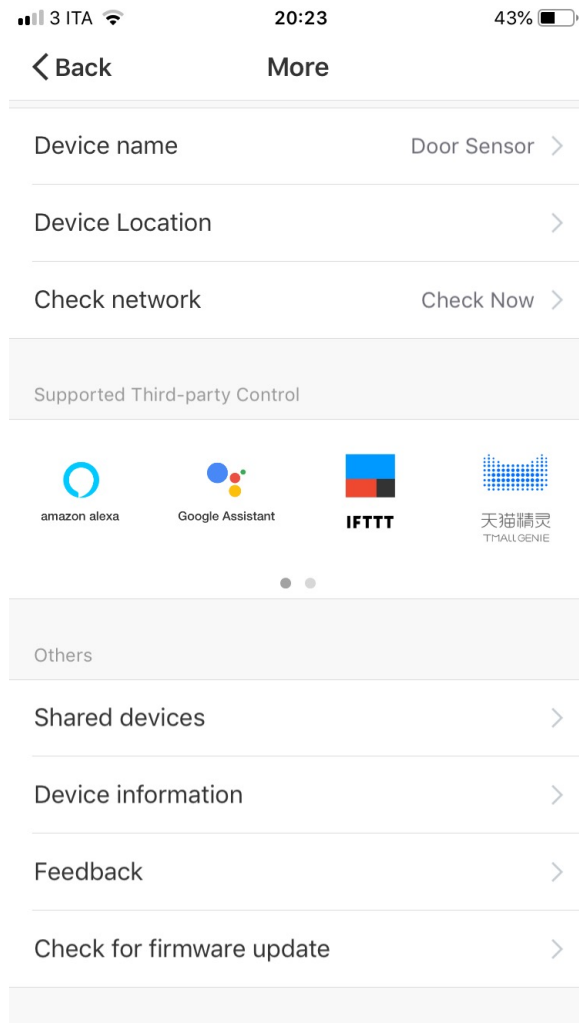 3 ITA 20:23 43%
Back More
Device name Door Sensor
Device Location
Check network Check Now
Supported Third-party Control
amazon alexa Google Assistant IFTTT 天猫精灵
TMALL GENIE
Others
Shared devices
Device information
Feedback
Check for firmware update